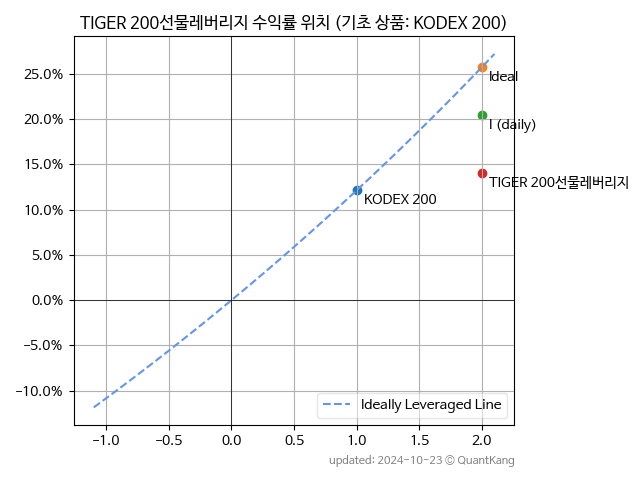 TIGER 200선물레버리지 수익률 위치 (기초 상품: KODEX 200)
25.0%
20.0%
15.0%
10.0%
5.0%
0.0%
−5.0%
−10.0%
Ideal
I (daily)
TIGER 200선물레버리지
KODEX 200
Ideally Leveraged Line
−1.0 −0.5 0.0 0.5 1.0 1.5 2.0
updated: 2024-10-23 © QuantKang